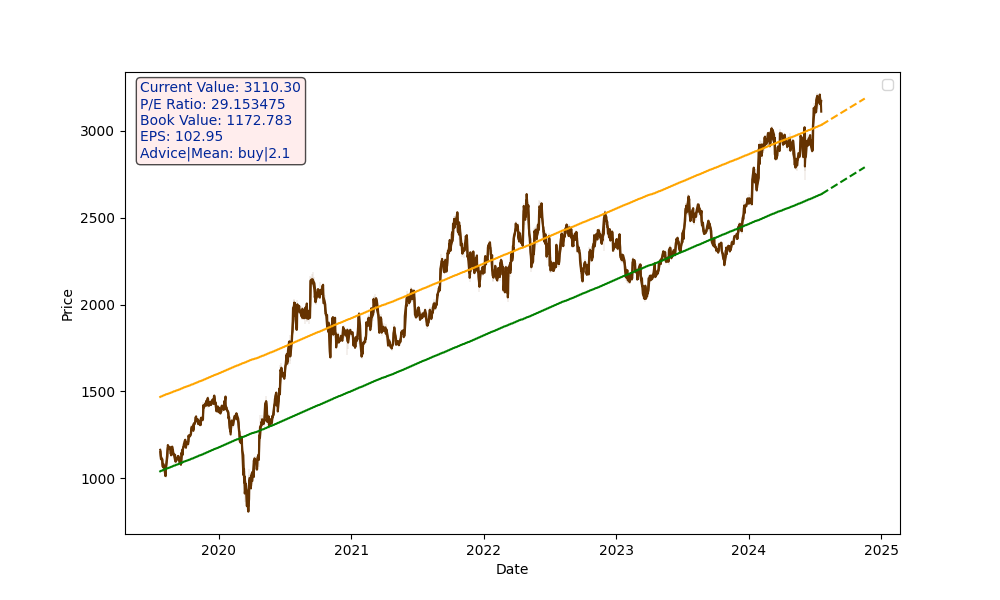 Current Value: 3110.30
P/E Ratio: 29.153475
Book Value: 1172.783
EPS: 102.95
Advice|Mean: buy|2.1
3000
2500
2000
1500
1000
Price
2020
2021
2022
2023
2024
2025
Date